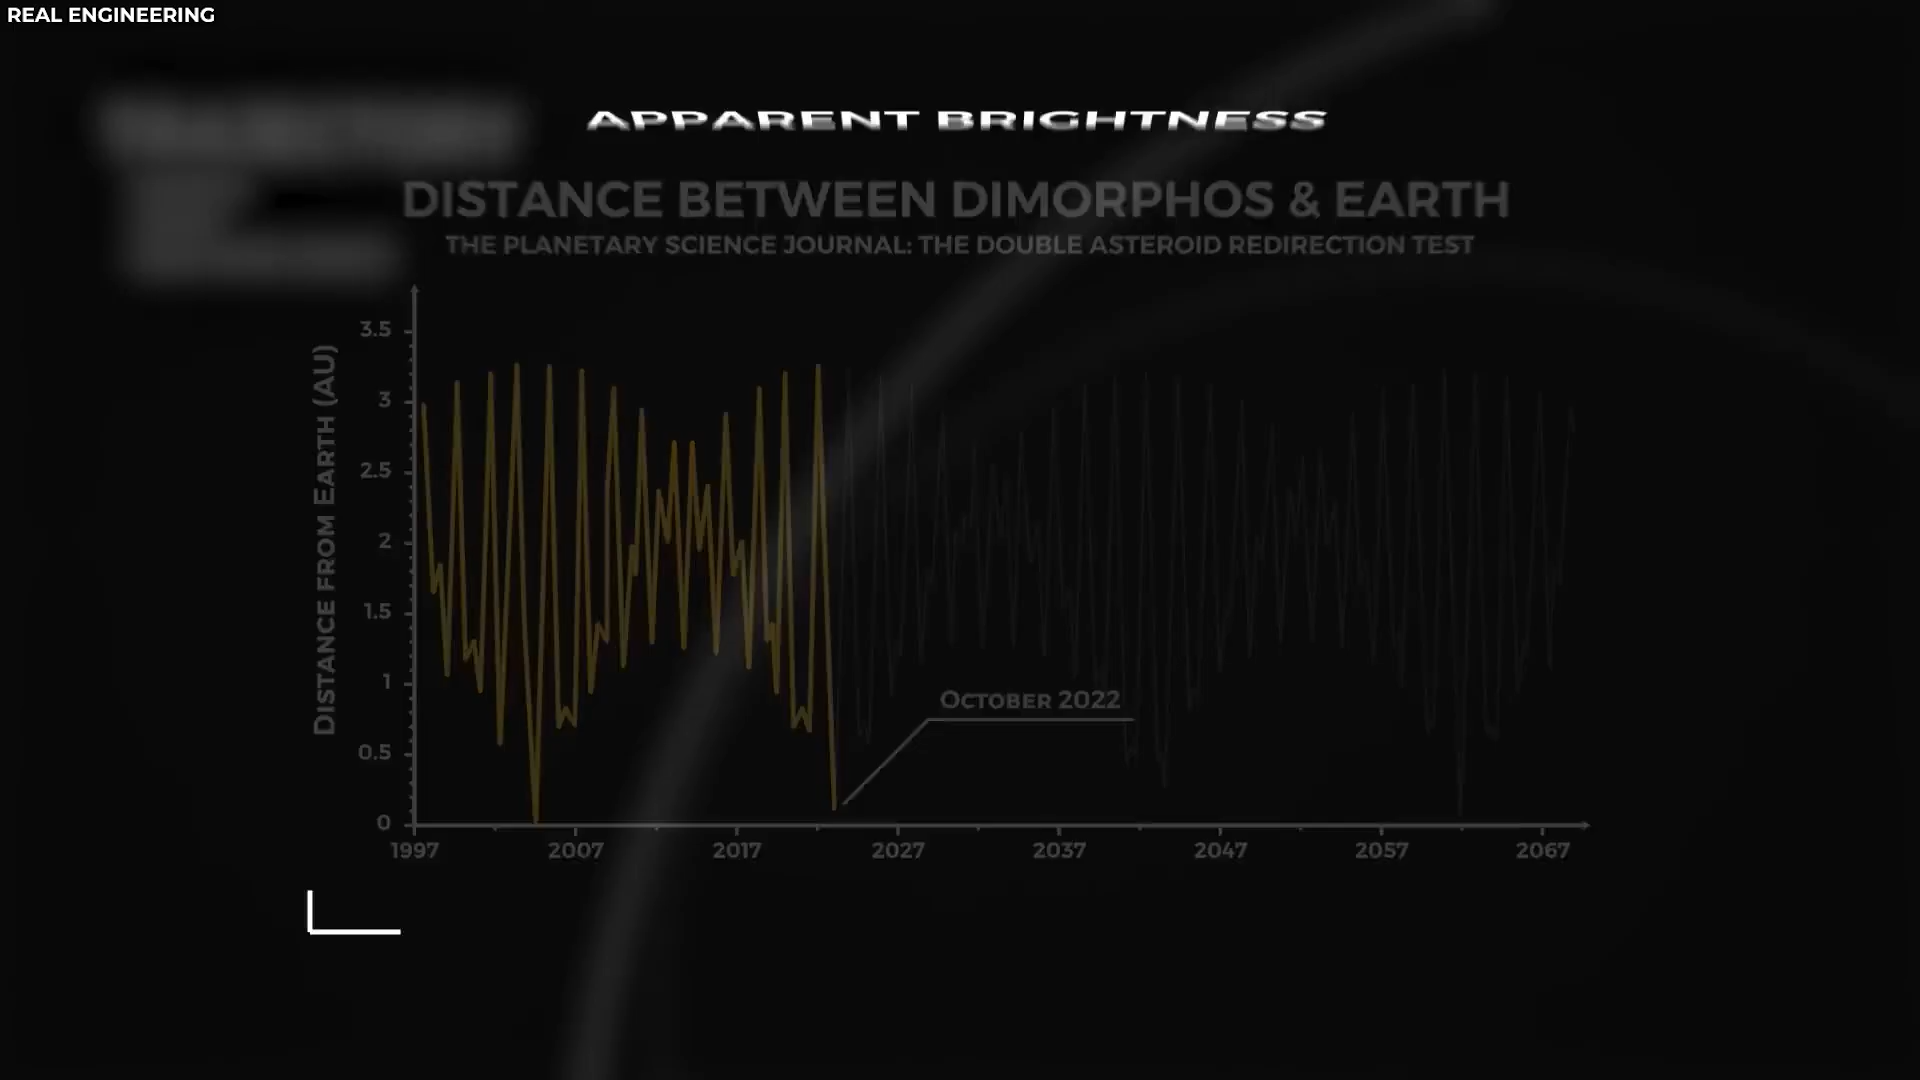 REAL ENGINEERING
APPARENT BRIGHTNESS
DISTANCE BETWEEN DIMORPHOS & EARTH
THE PLANETARY SCIENCE JOURNAL: THE DOUBLE ASTEROID REDIRECTION TEST
DISTANCE FROM EARTH (AU)
3.5
3
2.5
2
1.5
1
0.5
0
OCTOBER 2022
1997 2007 2017 2027 2037 2047 2057 2067